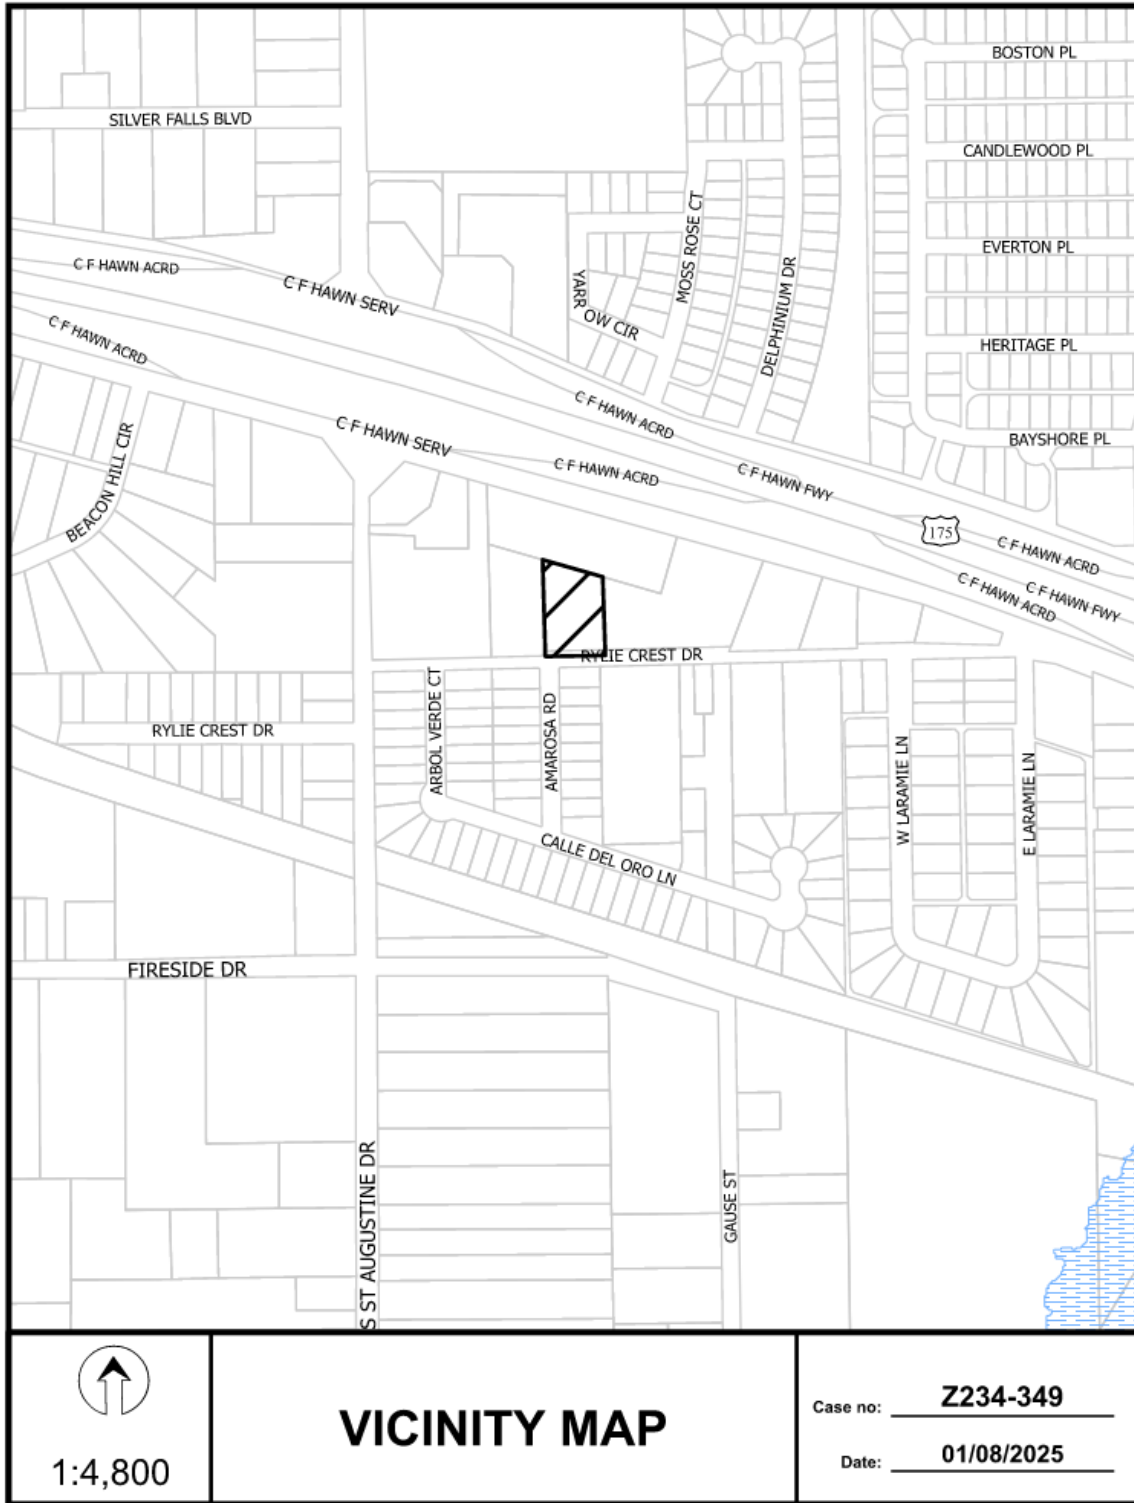 BOSTON PL
SILVER FALLS BLVD
CANDLEWOOD PL
MOSS ROSE CT
EVERTON PL
C F HAWN ACRD
C F HAWN SERV
YARR
OW CIR
DELPHINIUM DR
C F HAWN ACRD
HERITAGE PL
C F HAWN ACRD
C F HAWN SERV
BAYSHORE PL
BEACON HILL CIR
C F HAWN ACRD
C F HAWN FWY
175
C F HAWN ACRD
C F HAWN ACRD
C F HAWN FWY
RYLIE CREST DR
ARBOL VERDE CT
AMAROSA RD
RYLIE CREST DR
W LARAMIE LN
E LARAMIE LN
CALLE DEL ORO LN
FIRESIDE DR
S ST AUGUSTINE DR
GAUSE ST
1:4,800
VICINITY MAP
Case no: Z234-349
Date: 01/08/2025